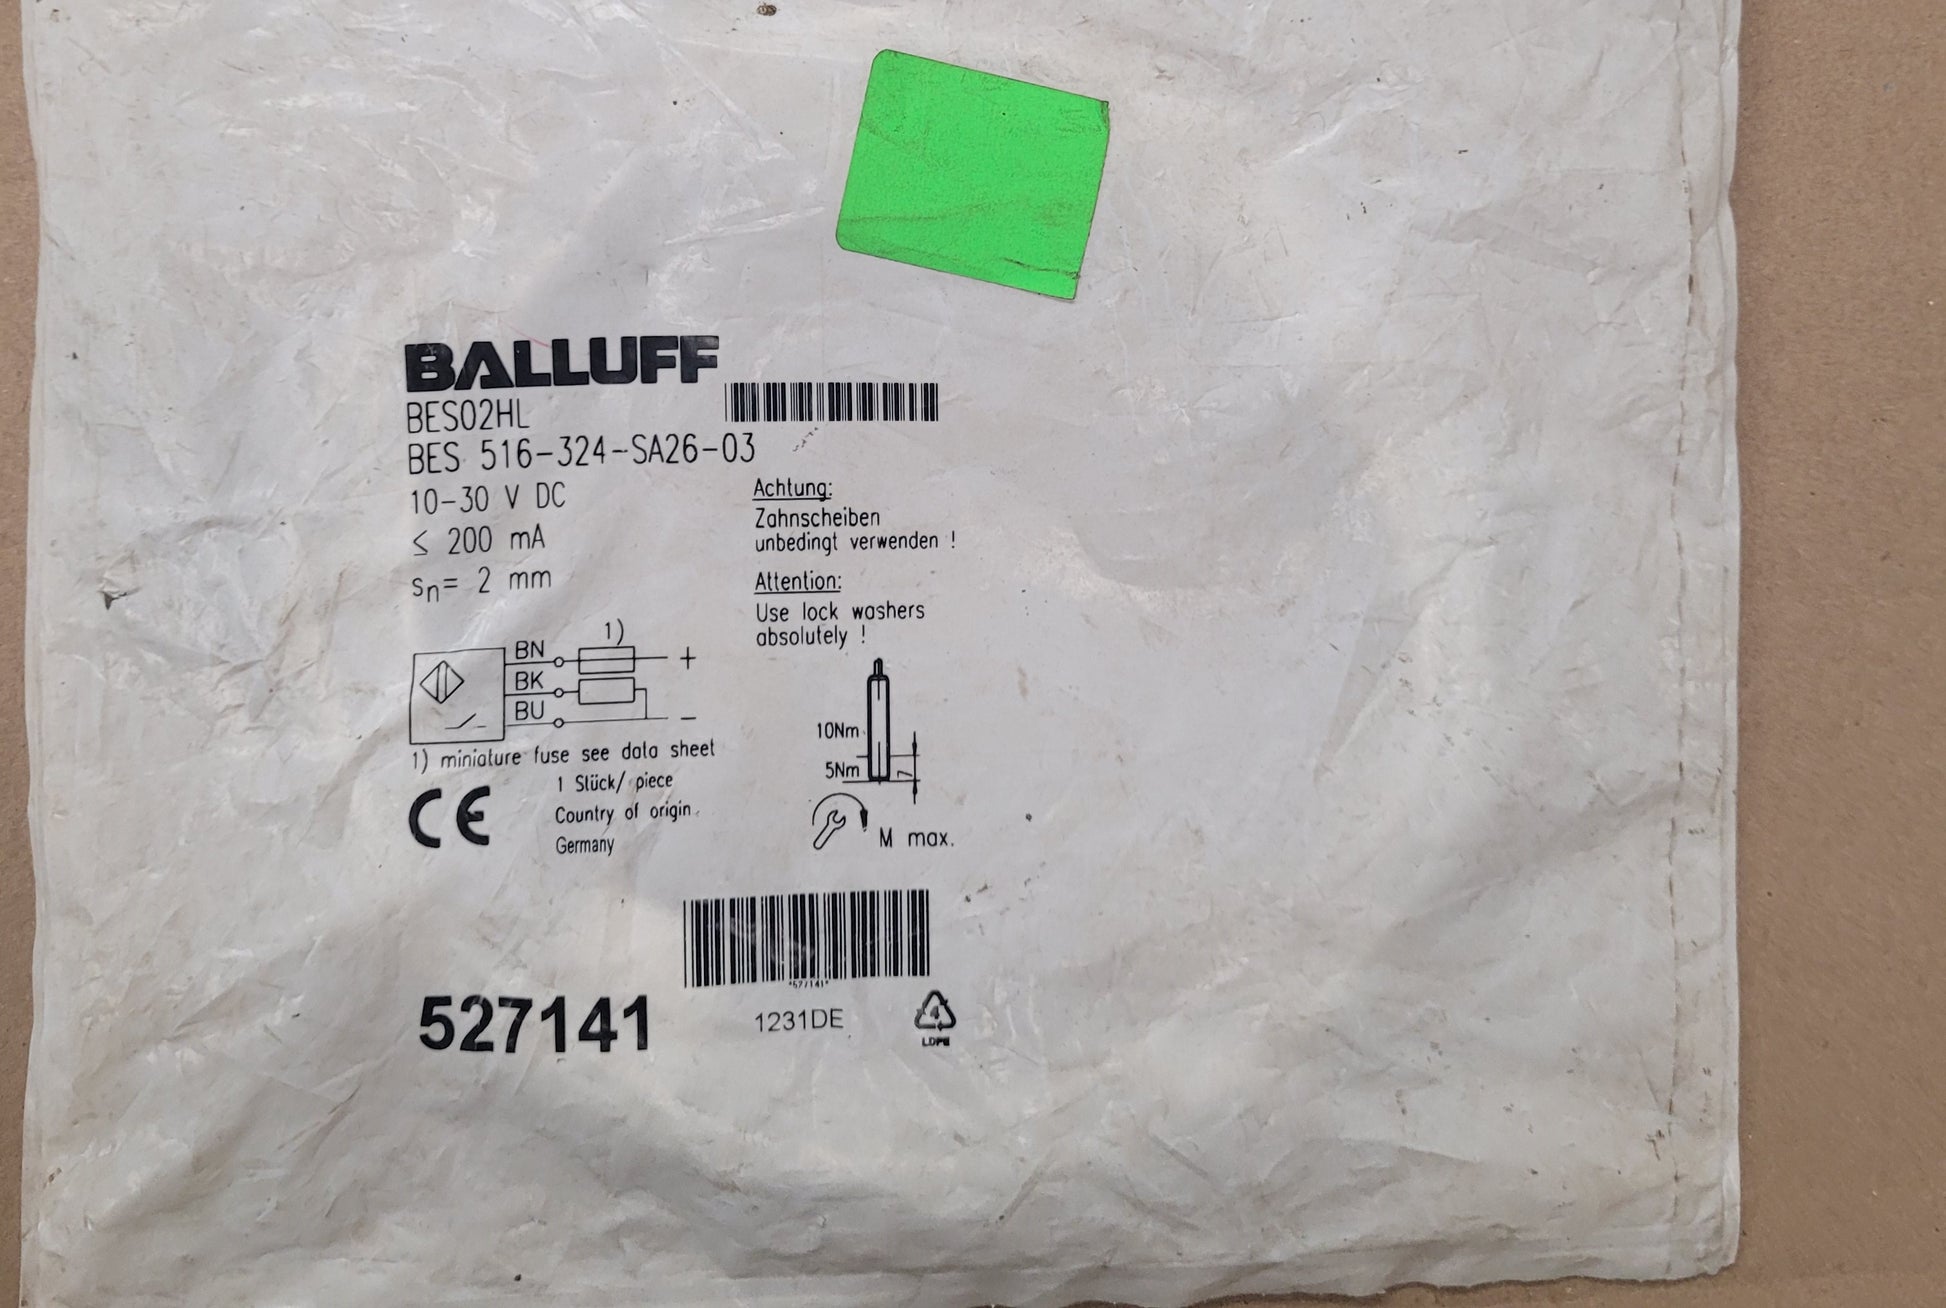 BALLUFF
BES02HL
BES 516-324-SA26-03
10-30 V DC
≤ 200 mA
sn= 2 mm
Achtung:
Zahnscheiben
unbedingt verwenden !
Attention:
Use lock washers
absolutely !
1)
BN
+
BK
BU
−
1) miniature fuse see data sheet
10Nm
5Nm
7
M max.
CE
1 Stück/ piece
Country of origin
Germany
*527141*
527141
1231DE
4
LDPE